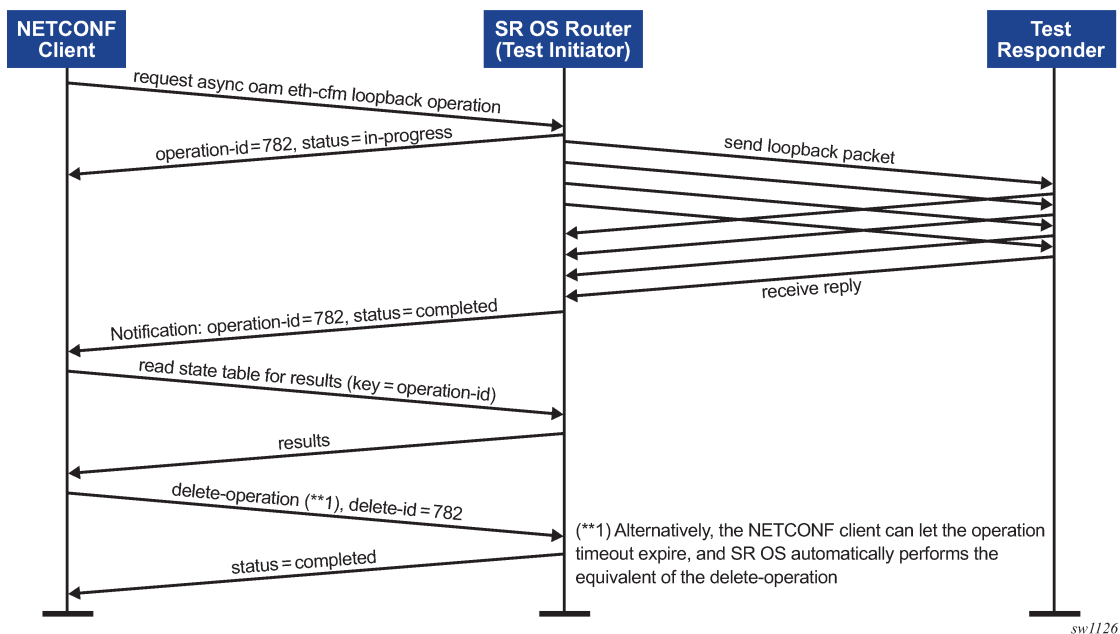 NETCONF
Client
SR OS Router
(Test Initiator)
Test
Responder
request async oam eth-cfm loopback operation
operation-id=782, status=in-progress
send loopback packet
receive reply
Notification: operation-id=782, status=completed
read state table for results (key=operation-id)
results
delete-operation (**1), delete-id=782
(**1) Alternatively, the NETCONF client can let the operation
timeout expire, and SR OS automatically performs the
equivalent of the delete-operation
status=completed
sw1126